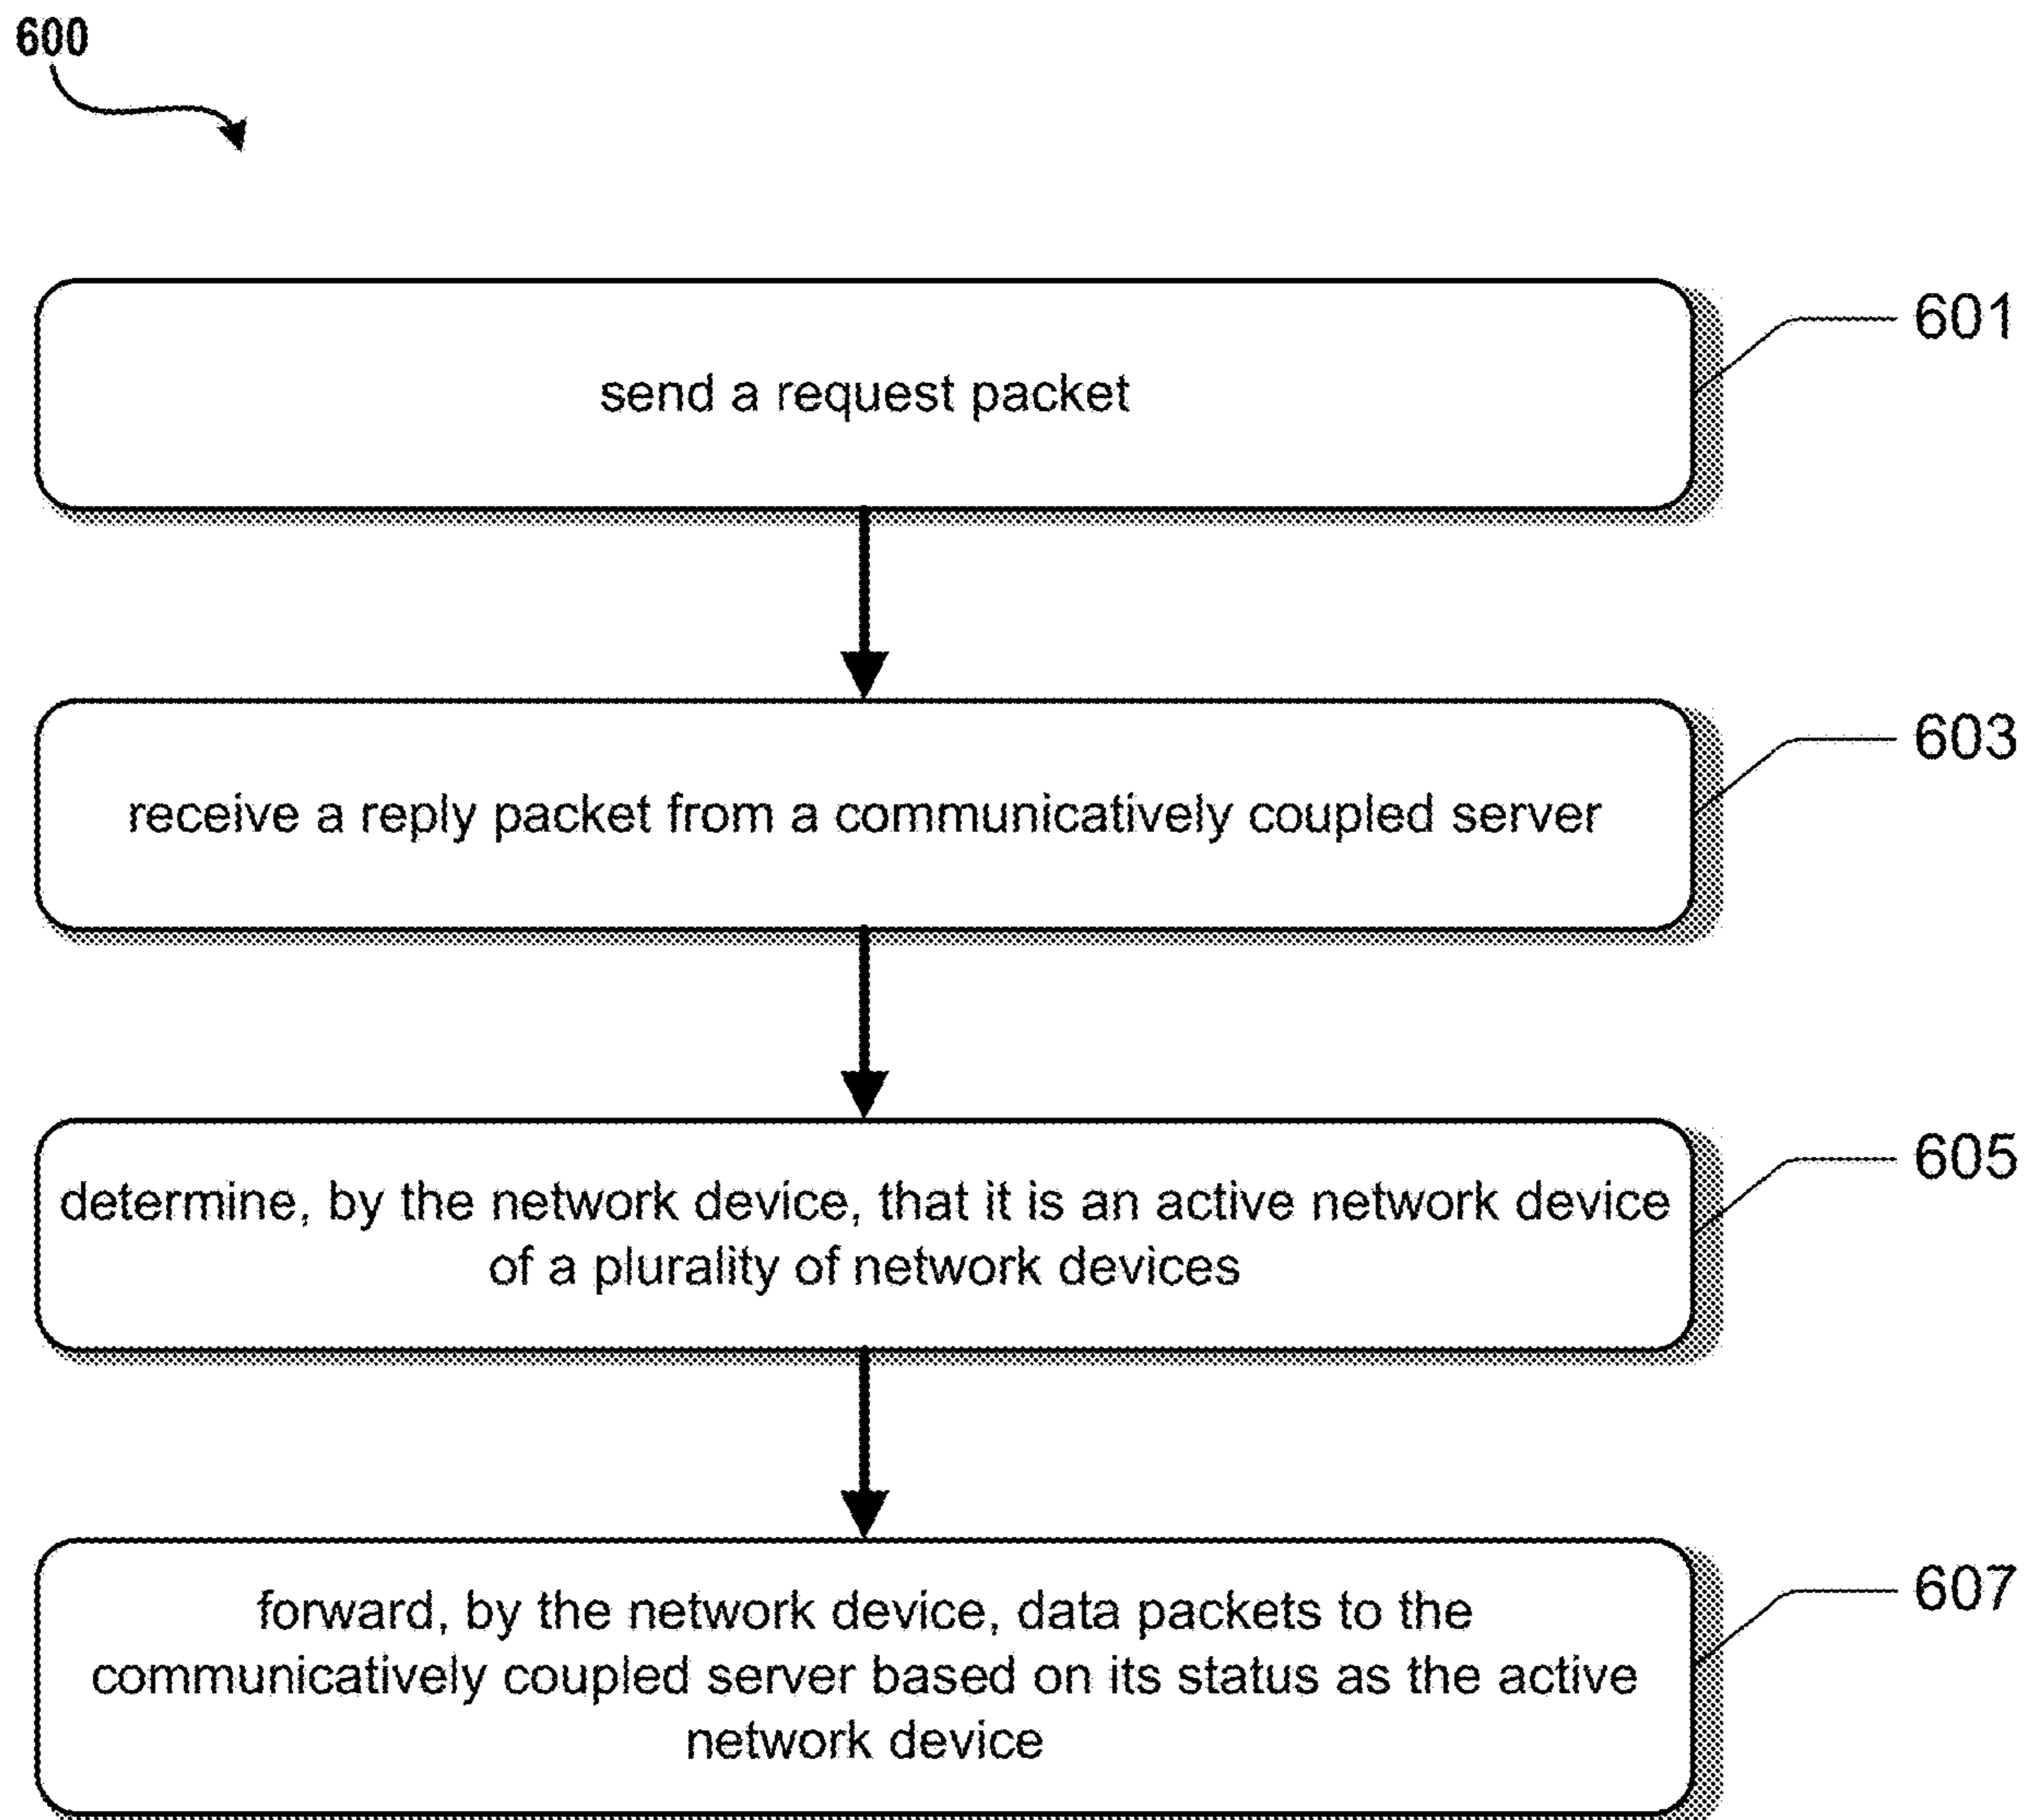 600
601
send a request packet
603
receive a reply packet from a communicatively coupled server
605
determine, by the network device, that it is an active network device
of a plurality of network devices
607
forward, by the network device, data packets to the
communicatively coupled server based on its status as the active
network device